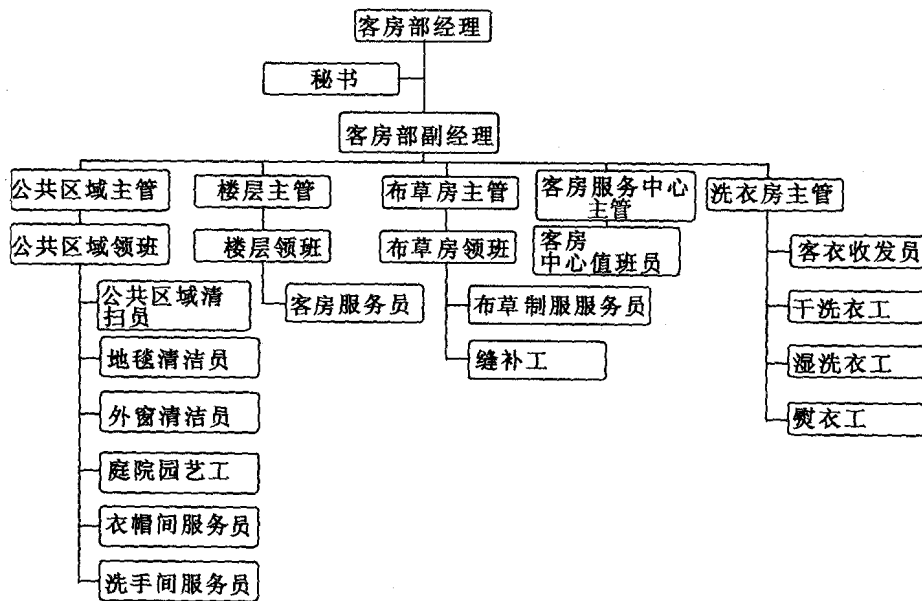 客房部经理
秘书
客房部副经理
公共区域主管
楼层主管
布草房主管
客房服务中心
主管
洗衣房主管
公共区域领班
楼层领班
布草房领班
客房
中心值班员
客衣收发员
公共区域清
扫员
客房服务员
布草制服服务员
干洗衣工
地毯清洁员
缝补工
湿洗衣工
外窗清洁员
熨衣工
庭院园艺工
衣帽间服务员
洗手间服务员